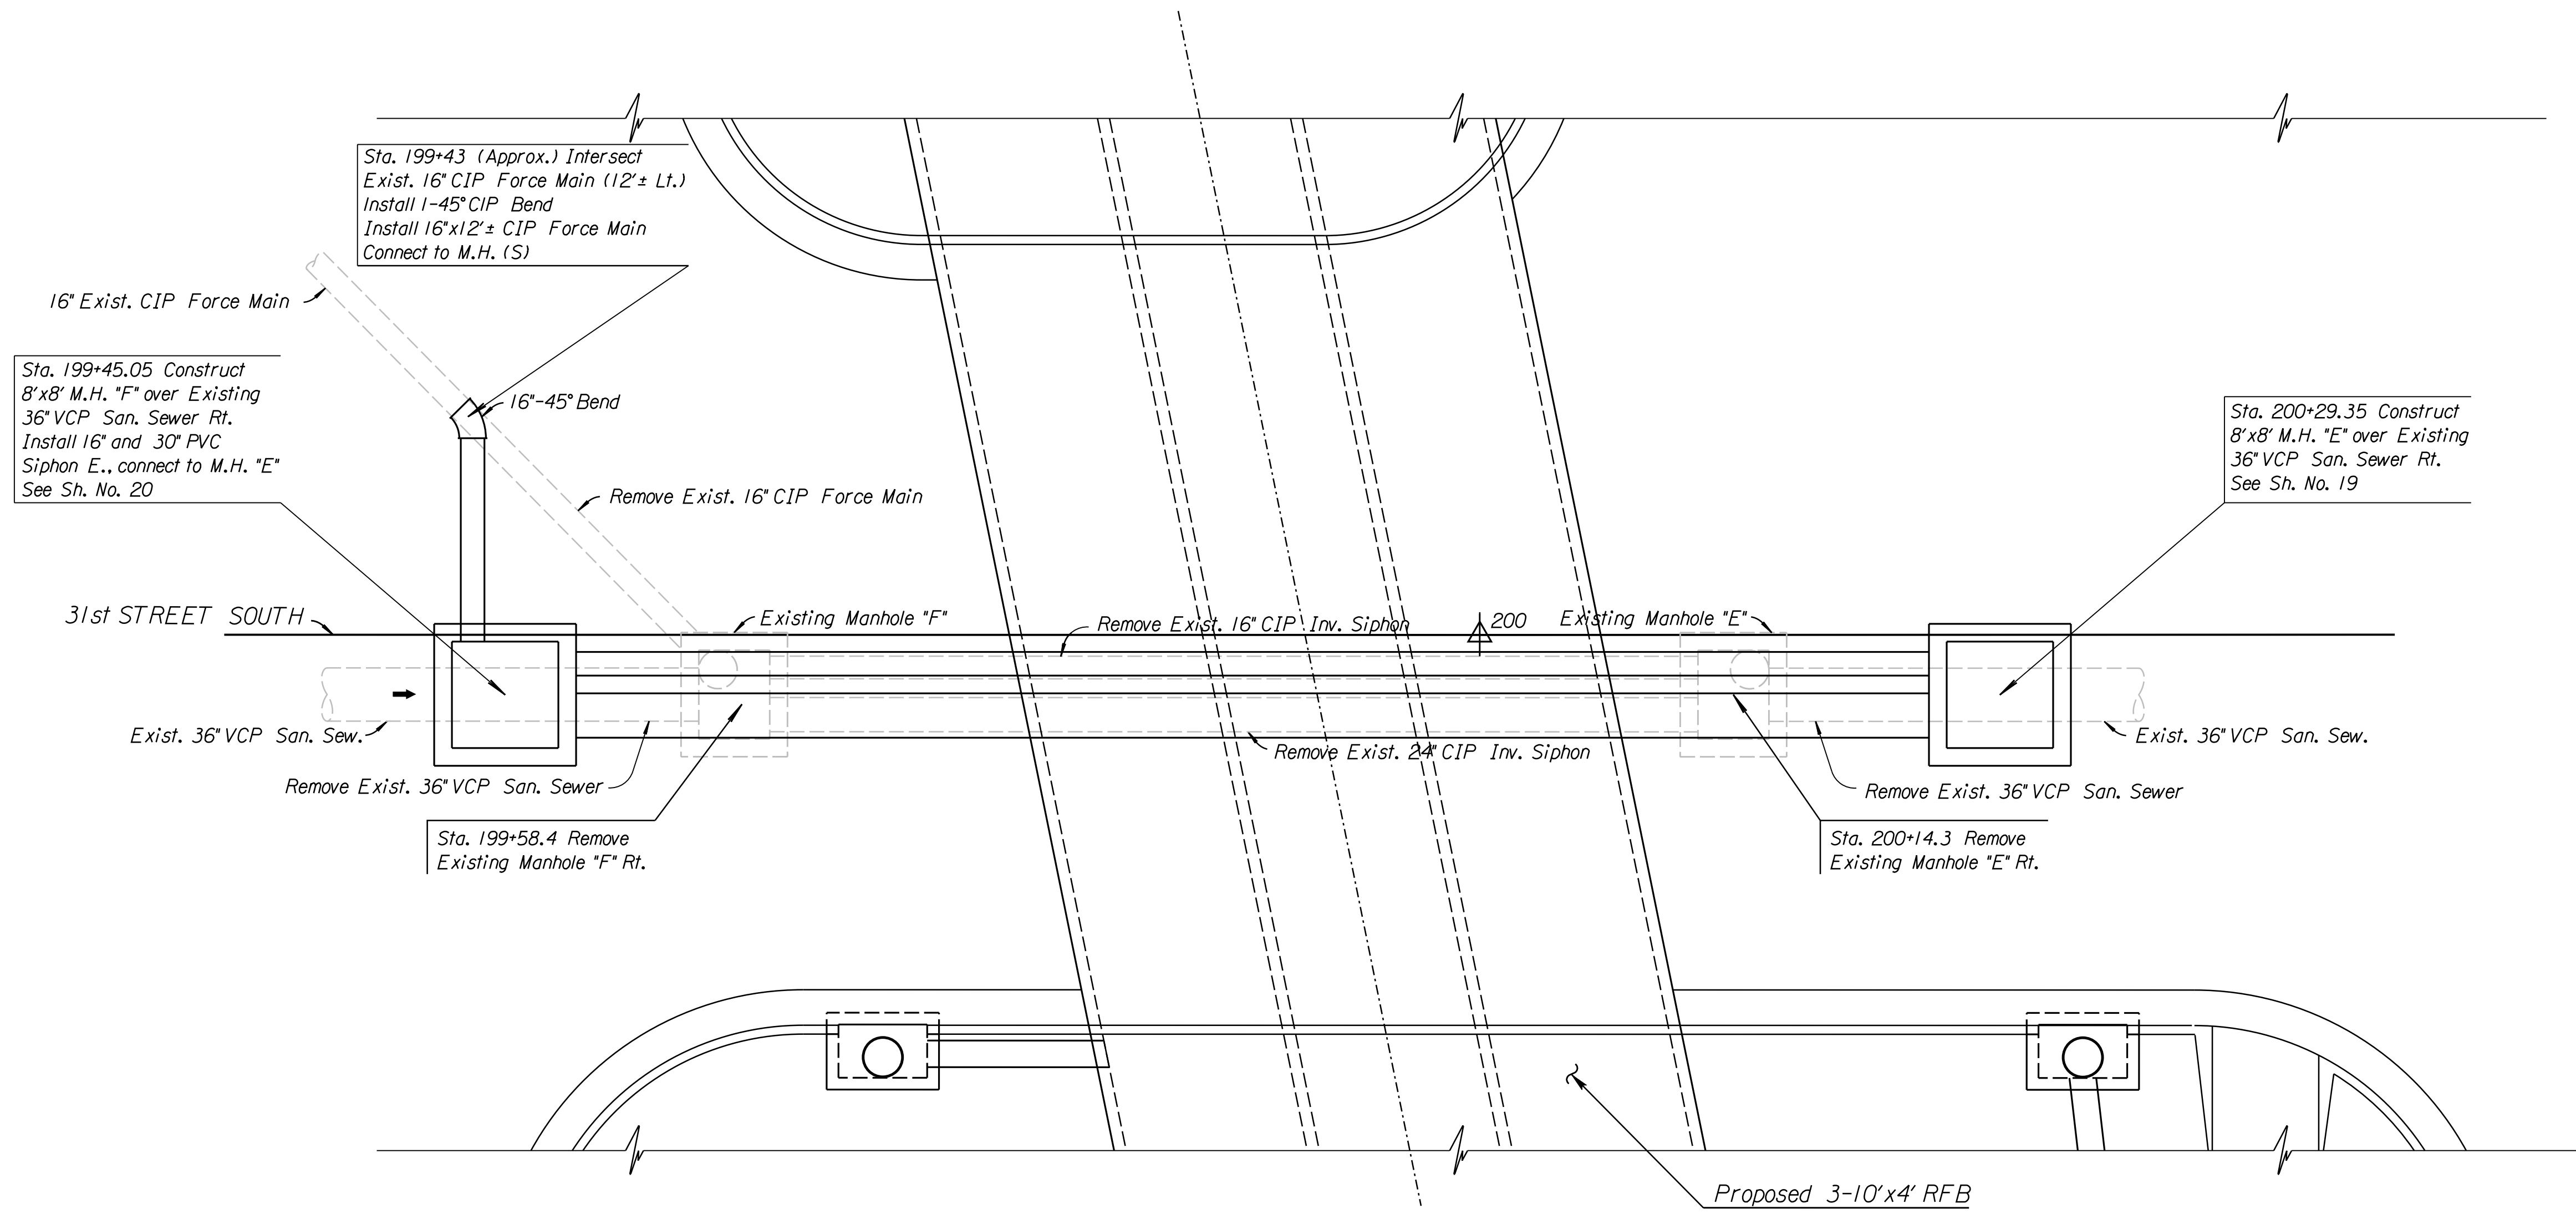 Sta. 199+43 (Approx.) Intersect
Exist. 16" CIP Force Main (12'± Lt.)
Install 1-45° CIP Bend
Install 16"x12'± CIP Force Main
Connect to M.H. (S)
16" Exist. CIP Force Main
Sta. 199+45.05 Construct
8'x8' M.H. "F" over Existing
36" VCP San. Sewer Rt.
Install 16" and 30" PVC
Siphon E., connect to M.H. "E"
See Sh. No. 20
16"-45° Bend
Remove Exist. 16" CIP Force Main
Sta. 200+29.35 Construct
8'x8' M.H. "E" over Existing
36" VCP San. Sewer Rt.
See Sh. No. 19
31st STREET SOUTH
Existing Manhole "F"
Remove Exist. 16" CIP Inv. Siphon
200
Existing Manhole "E"
Exist. 36" VCP San. Sew.
Remove Exist. 24" CIP Inv. Siphon
Exist. 36" VCP San. Sew.
Remove Exist. 36" VCP San. Sewer
Remove Exist. 36" VCP San. Sewer
Sta. 199+58.4 Remove
Existing Manhole "F" Rt.
Sta. 200+14.3 Remove
Existing Manhole "E" Rt.
Proposed 3-10'x4' RFB